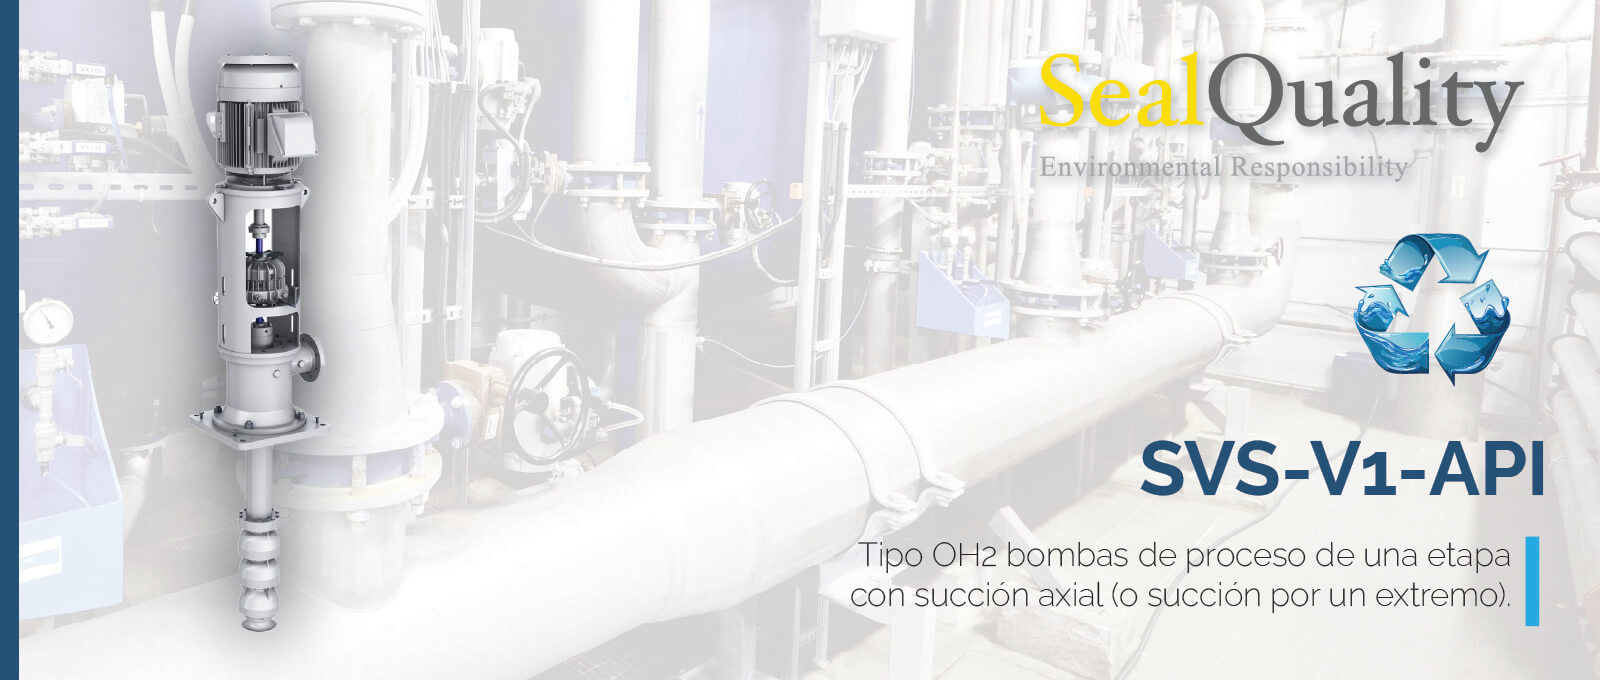 SealQuality
Environmental Responsibility
SVS-V1-API
Tipo OH2 bombas de proceso de una etapa
con succión axial (o succión por un extremo).